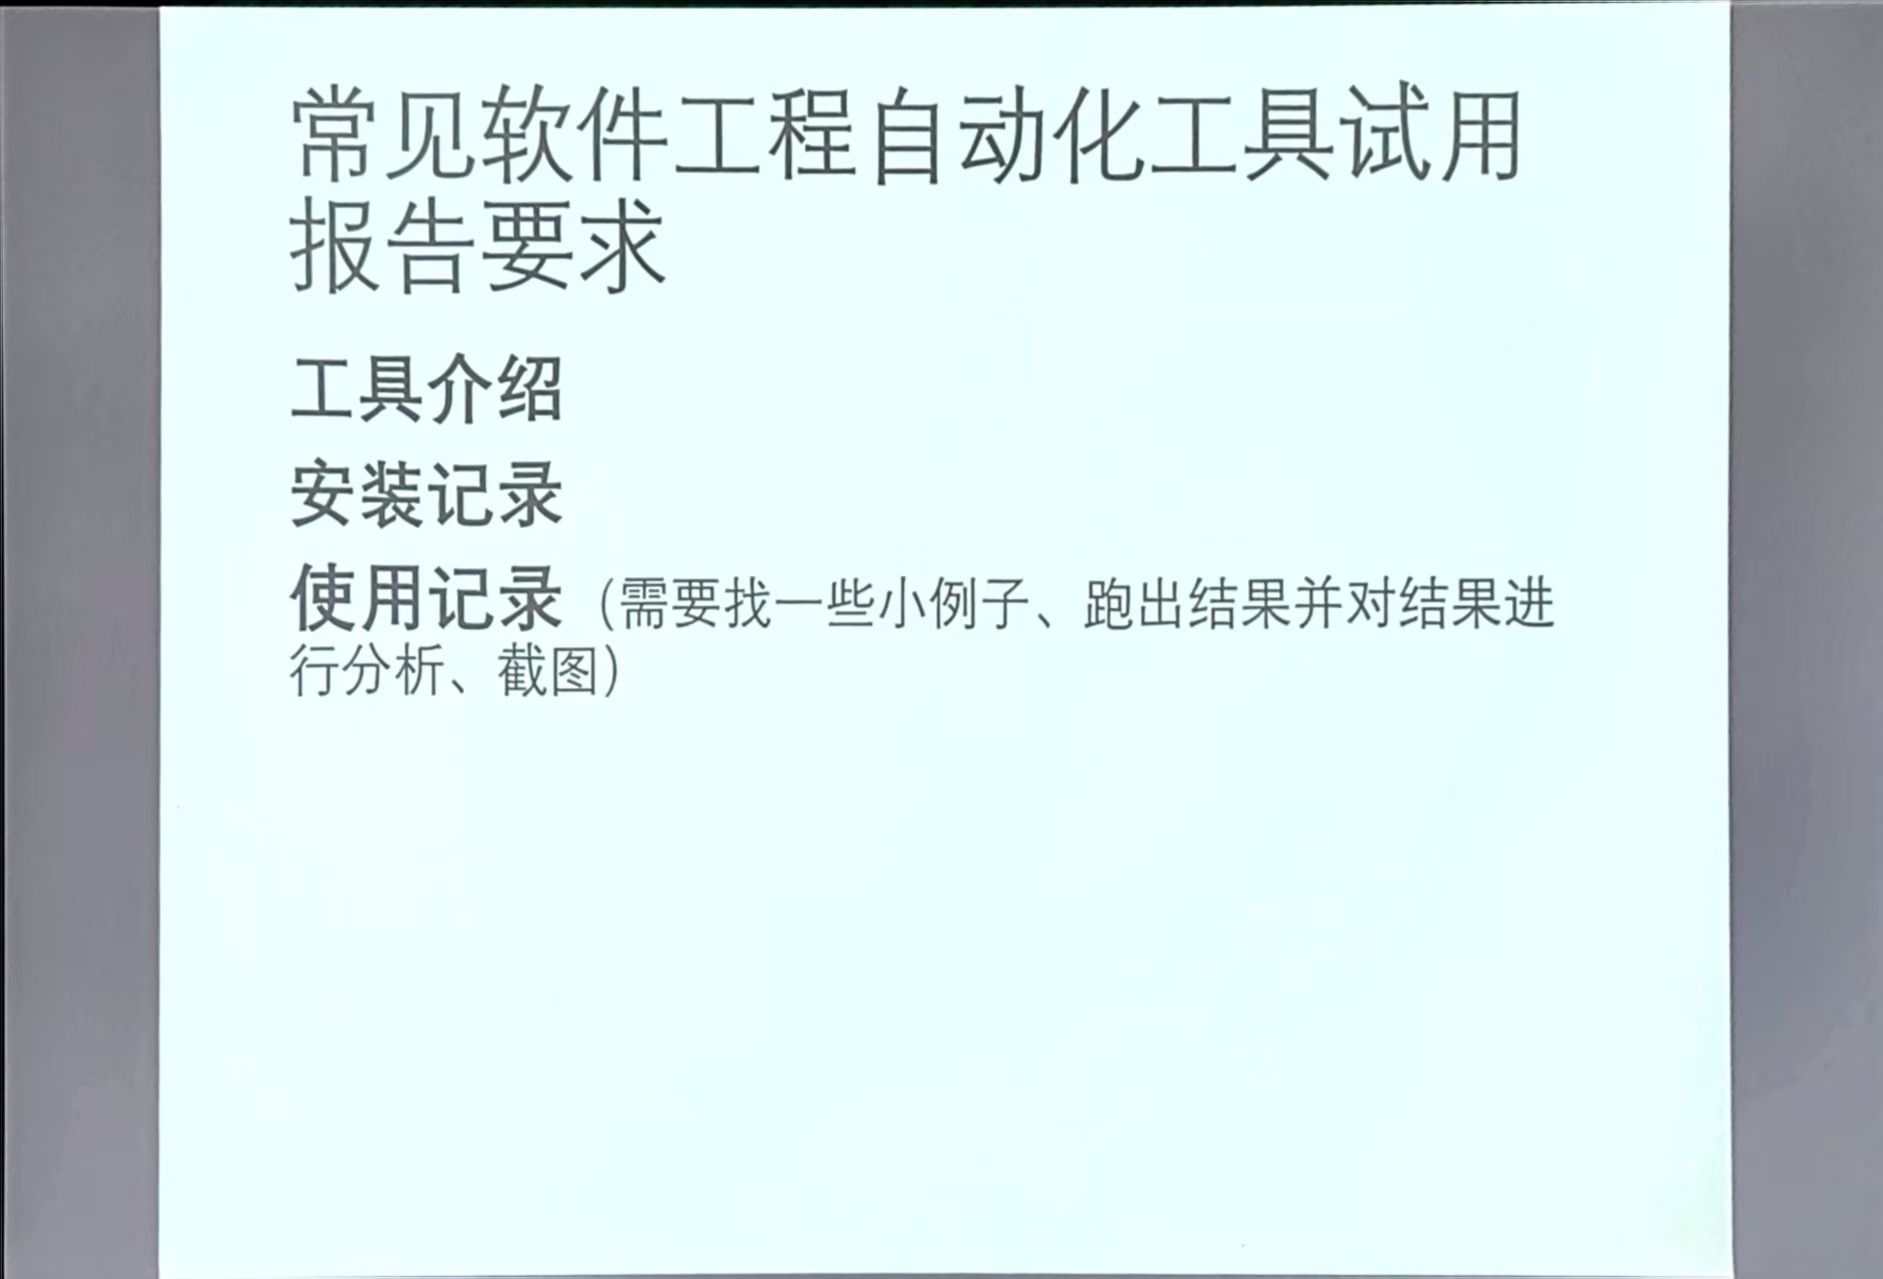 常见软件工程自动化工具试用
报告要求
工具介绍
安装记录
使用记录（需要找一些小例子、跑出结果并对结果进
行分析、截图）